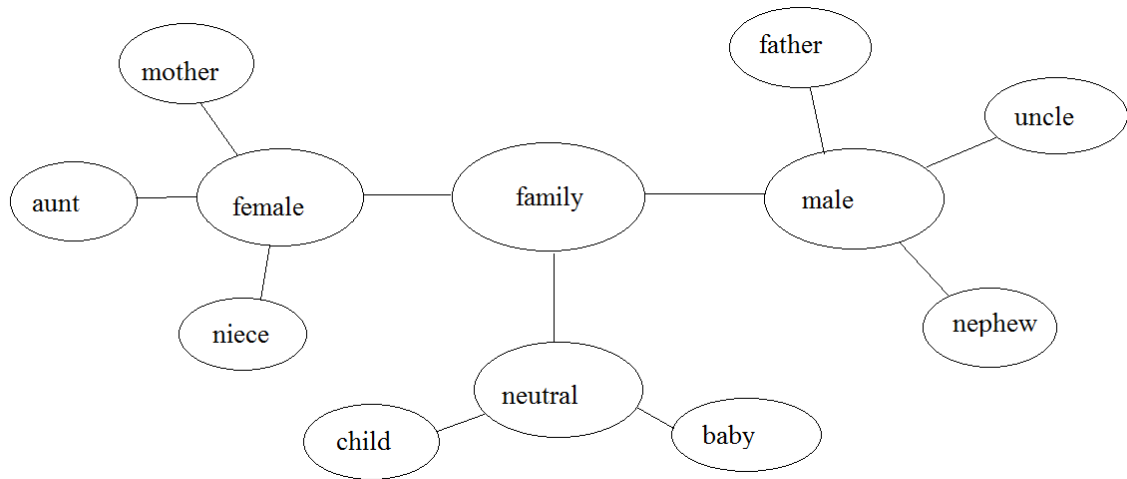 father
mother
uncle
aunt
female
family
male
niece
nephew
neutral
child
baby